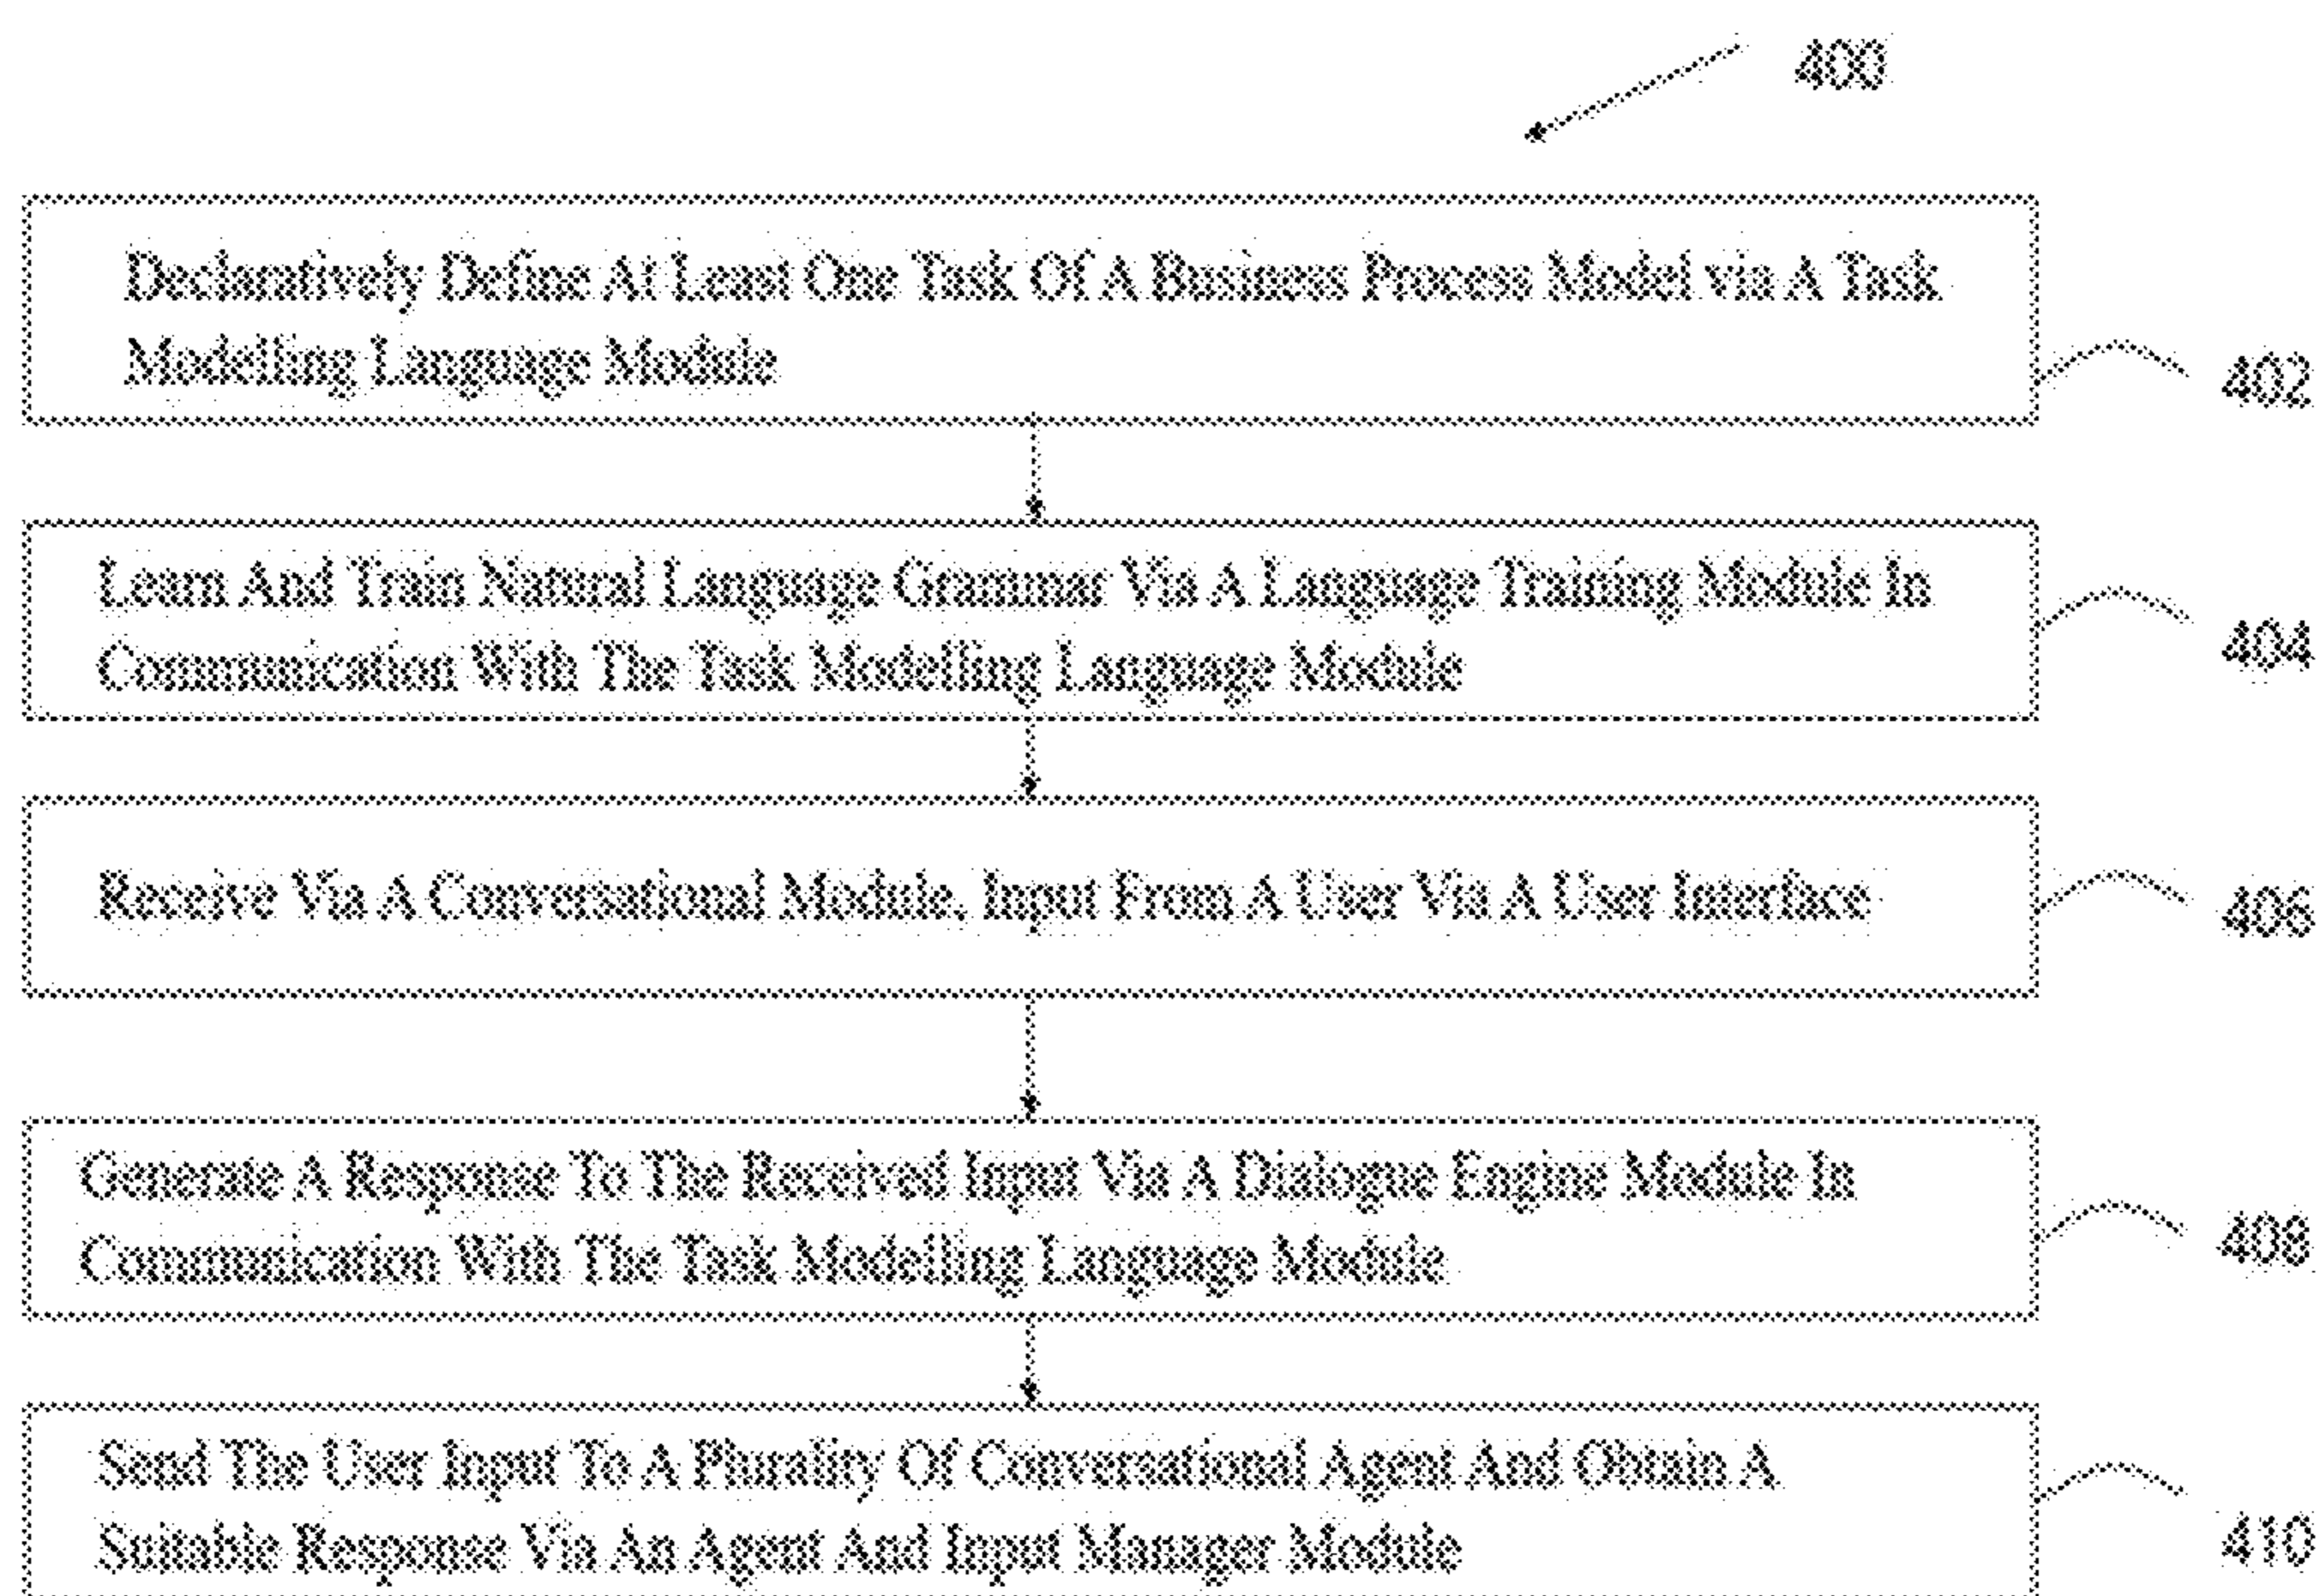 400
Declaratively Define At Least One Task Of A Business Process Model via A Task
Modelling Language Module
402
Learn And Train Natural Language Grammar Via A Language Training Module In
Communication With The Task Modelling Language Module
404
Receive Via A Conversational Module, Input From A User Via A User Interface
406
Generate A Response To The Received Input Via A Dialogue Engine Module In
Communication With The Task Modelling Language Module
408
Send The User Input To A Plurality Of Conversational Agent And Obtain A
Suitable Response Via An Agent And Input Manager Module
410